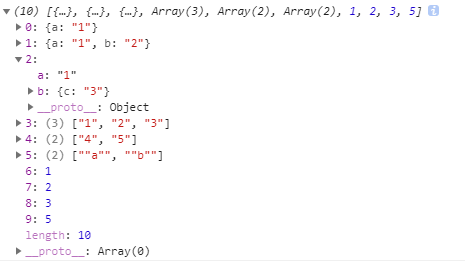 (10) [{…}, {…}, {…}, Array(3), Array(2), Array(2), 1, 2, 3, 5] i
0: {a: "1"}
1: {a: "1", b: "2"}
2:
a: "1"
b: {c: "3"}
__proto__: Object
3: (3) ["1", "2", "3"]
4: (2) ["4", "5"]
5: (2) [""a"", ""b""]
6: 1
7: 2
8: 3
9: 5
length: 10
__proto__: Array(0)